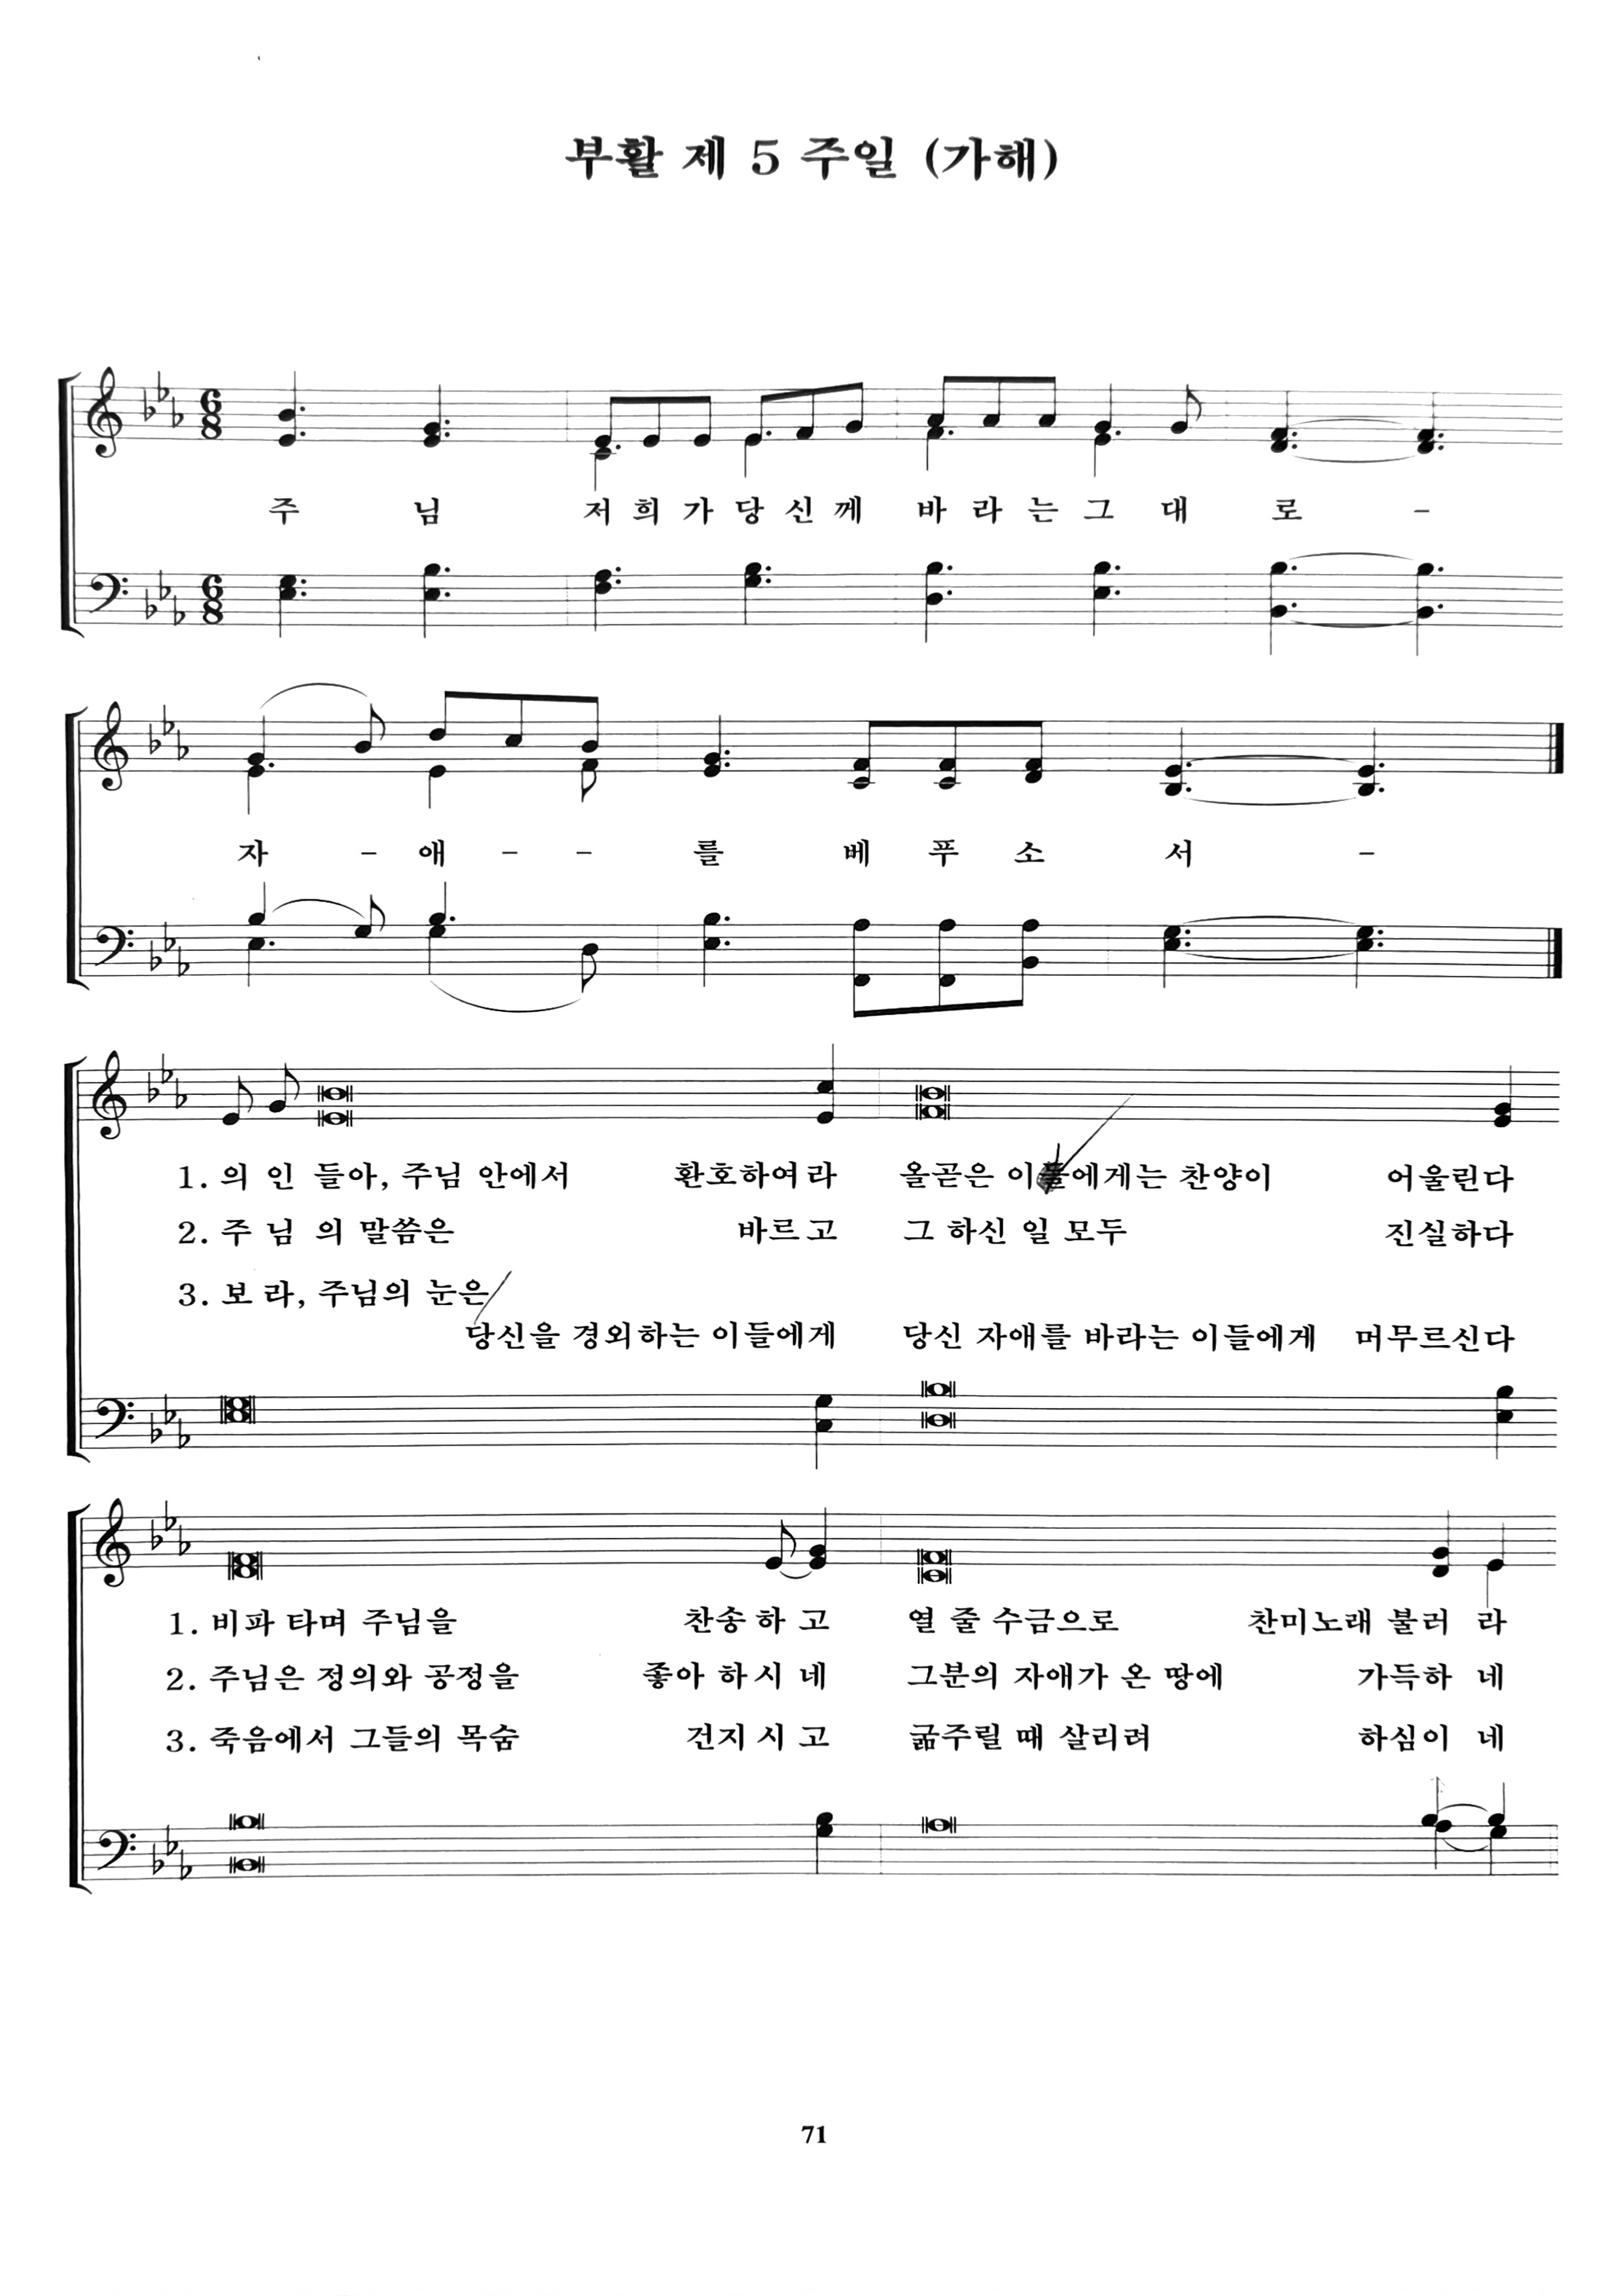 부활 제 5 주일 (가해)
6 8
주 님 저 희 가 당 신 께 바 라 는 그 대 로 -
6 8
자 - 애 - - 를 베 푸 소 서 -
1. 의 인 들아, 주님 안에서 환호하여라 올곧은 이들에게는 찬양이 어울린다
2. 주 님 의 말씀은 바르고 그 하신 일 모두 진실하다
3. 보 라, 주님의 눈은
당신을 경외하는 이들에게 당신 자애를 바라는 이들에게 머무르신다
1. 비파 타며 주님을 찬송 하 고 열 줄 수금으로 찬미노래 불러 라
2. 주님은 정의와 공정을 좋아 하 시 네 그분의 자애가 온 땅에 가득하 네
3. 죽음에서 그들의 목숨 건지 시 고 굶주릴 때 살리려 하심이 네
71